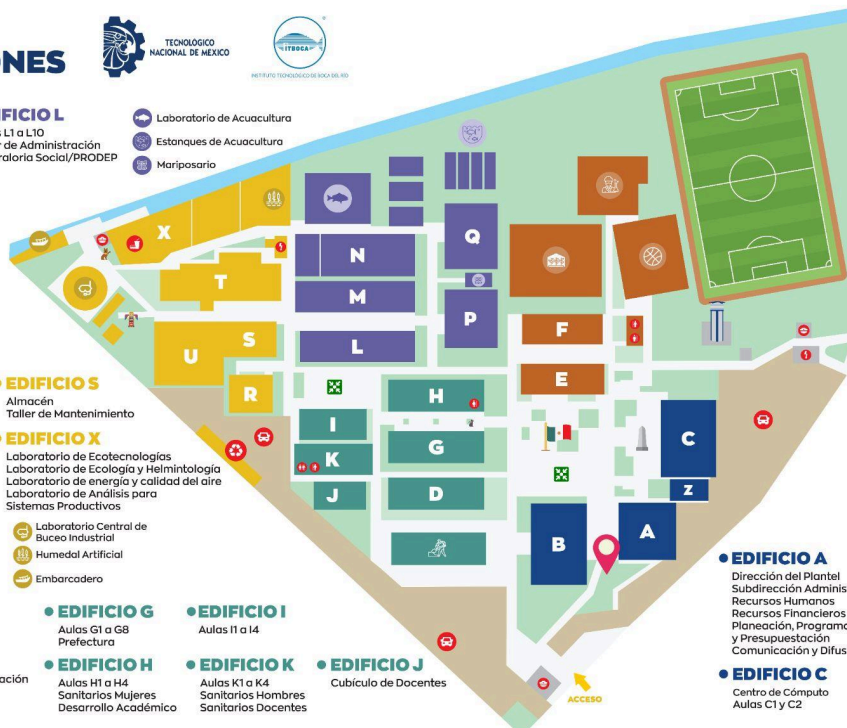 ONES
TECNOLÓGICO
NACIONAL DE MÉXICO
ITBOCA
INSTITUTO TECNOLÓGICO DE BOCA DEL RÍO
IFICIO L
L1 a L10
de Administración
raloria Social/PRODEP
Laboratorio de Acuacultura
Estanques de Acuacultura
Mariposario
X
T
N
M
L
Q
P
U
S
R
F
E
H
I
G
K
J
D
C
Z
B
A
EDIFICIO S
Almacén
Taller de Mantenimiento
EDIFICIO X
Laboratorio de Ecotecnologías
Laboratorio de Ecología y Helmintología
Laboratorio de energía y calidad del aire
Laboratorio de Análisis para
Sistemas Productivos
Laboratorio Central de
Buceo Industrial
Humedal Artificial
Embarcadero
EDIFICIO G
Aulas G1 a G8
Prefectura
EDIFICIO I
Aulas I1 a I4
EDIFICIO H
Aulas H1 a H4
Sanitarios Mujeres
Desarrollo Académico
EDIFICIO K
Aulas K1 a K4
Sanitarios Hombres
Sanitarios Docentes
EDIFICIO J
Cubículo de Docentes
ación
ACCESO
EDIFICIO A
Dirección del Plantel
Subdirección Adminis
Recursos Humanos
Recursos Financieros
Planeación, Programa
y Presupuestación
Comunicación y Difus
EDIFICIO C
Centro de Cómputo
Aulas C1 y C2